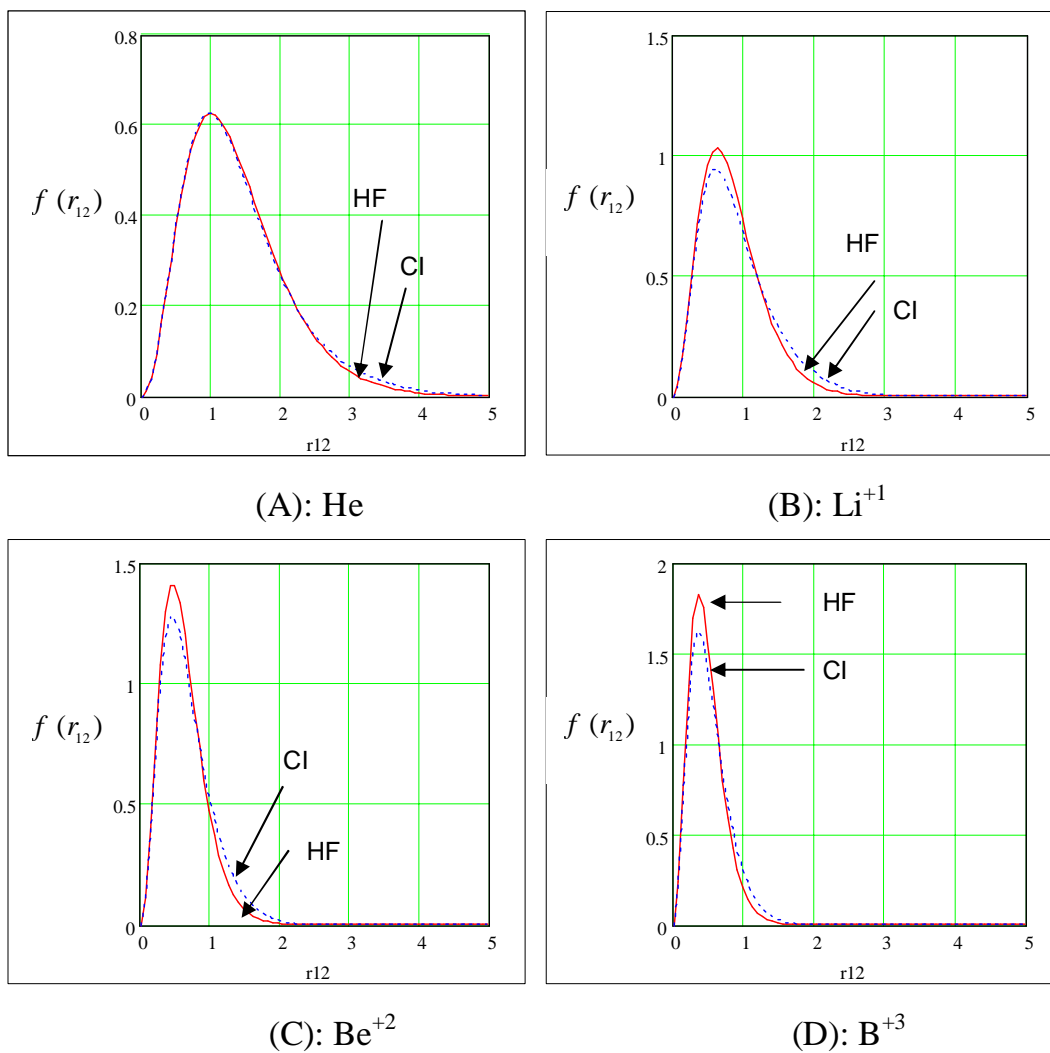 0.8
0.6
0.4
0.2
0
f (r12)
HF
CI
0 1 2 3 4 5
r12
(A): He
1.5
1
0.5
0
f (r12)
HF
CI
0 1 2 3 4 5
r12
(B): Li+1
1.5
1
0.5
0
f (r12)
CI
HF
0 1 2 3 4 5
r12
(C): Be+2
2
1.5
1
0.5
0
f (r12)
HF
CI
0 1 2 3 4 5
r12
(D): B+3